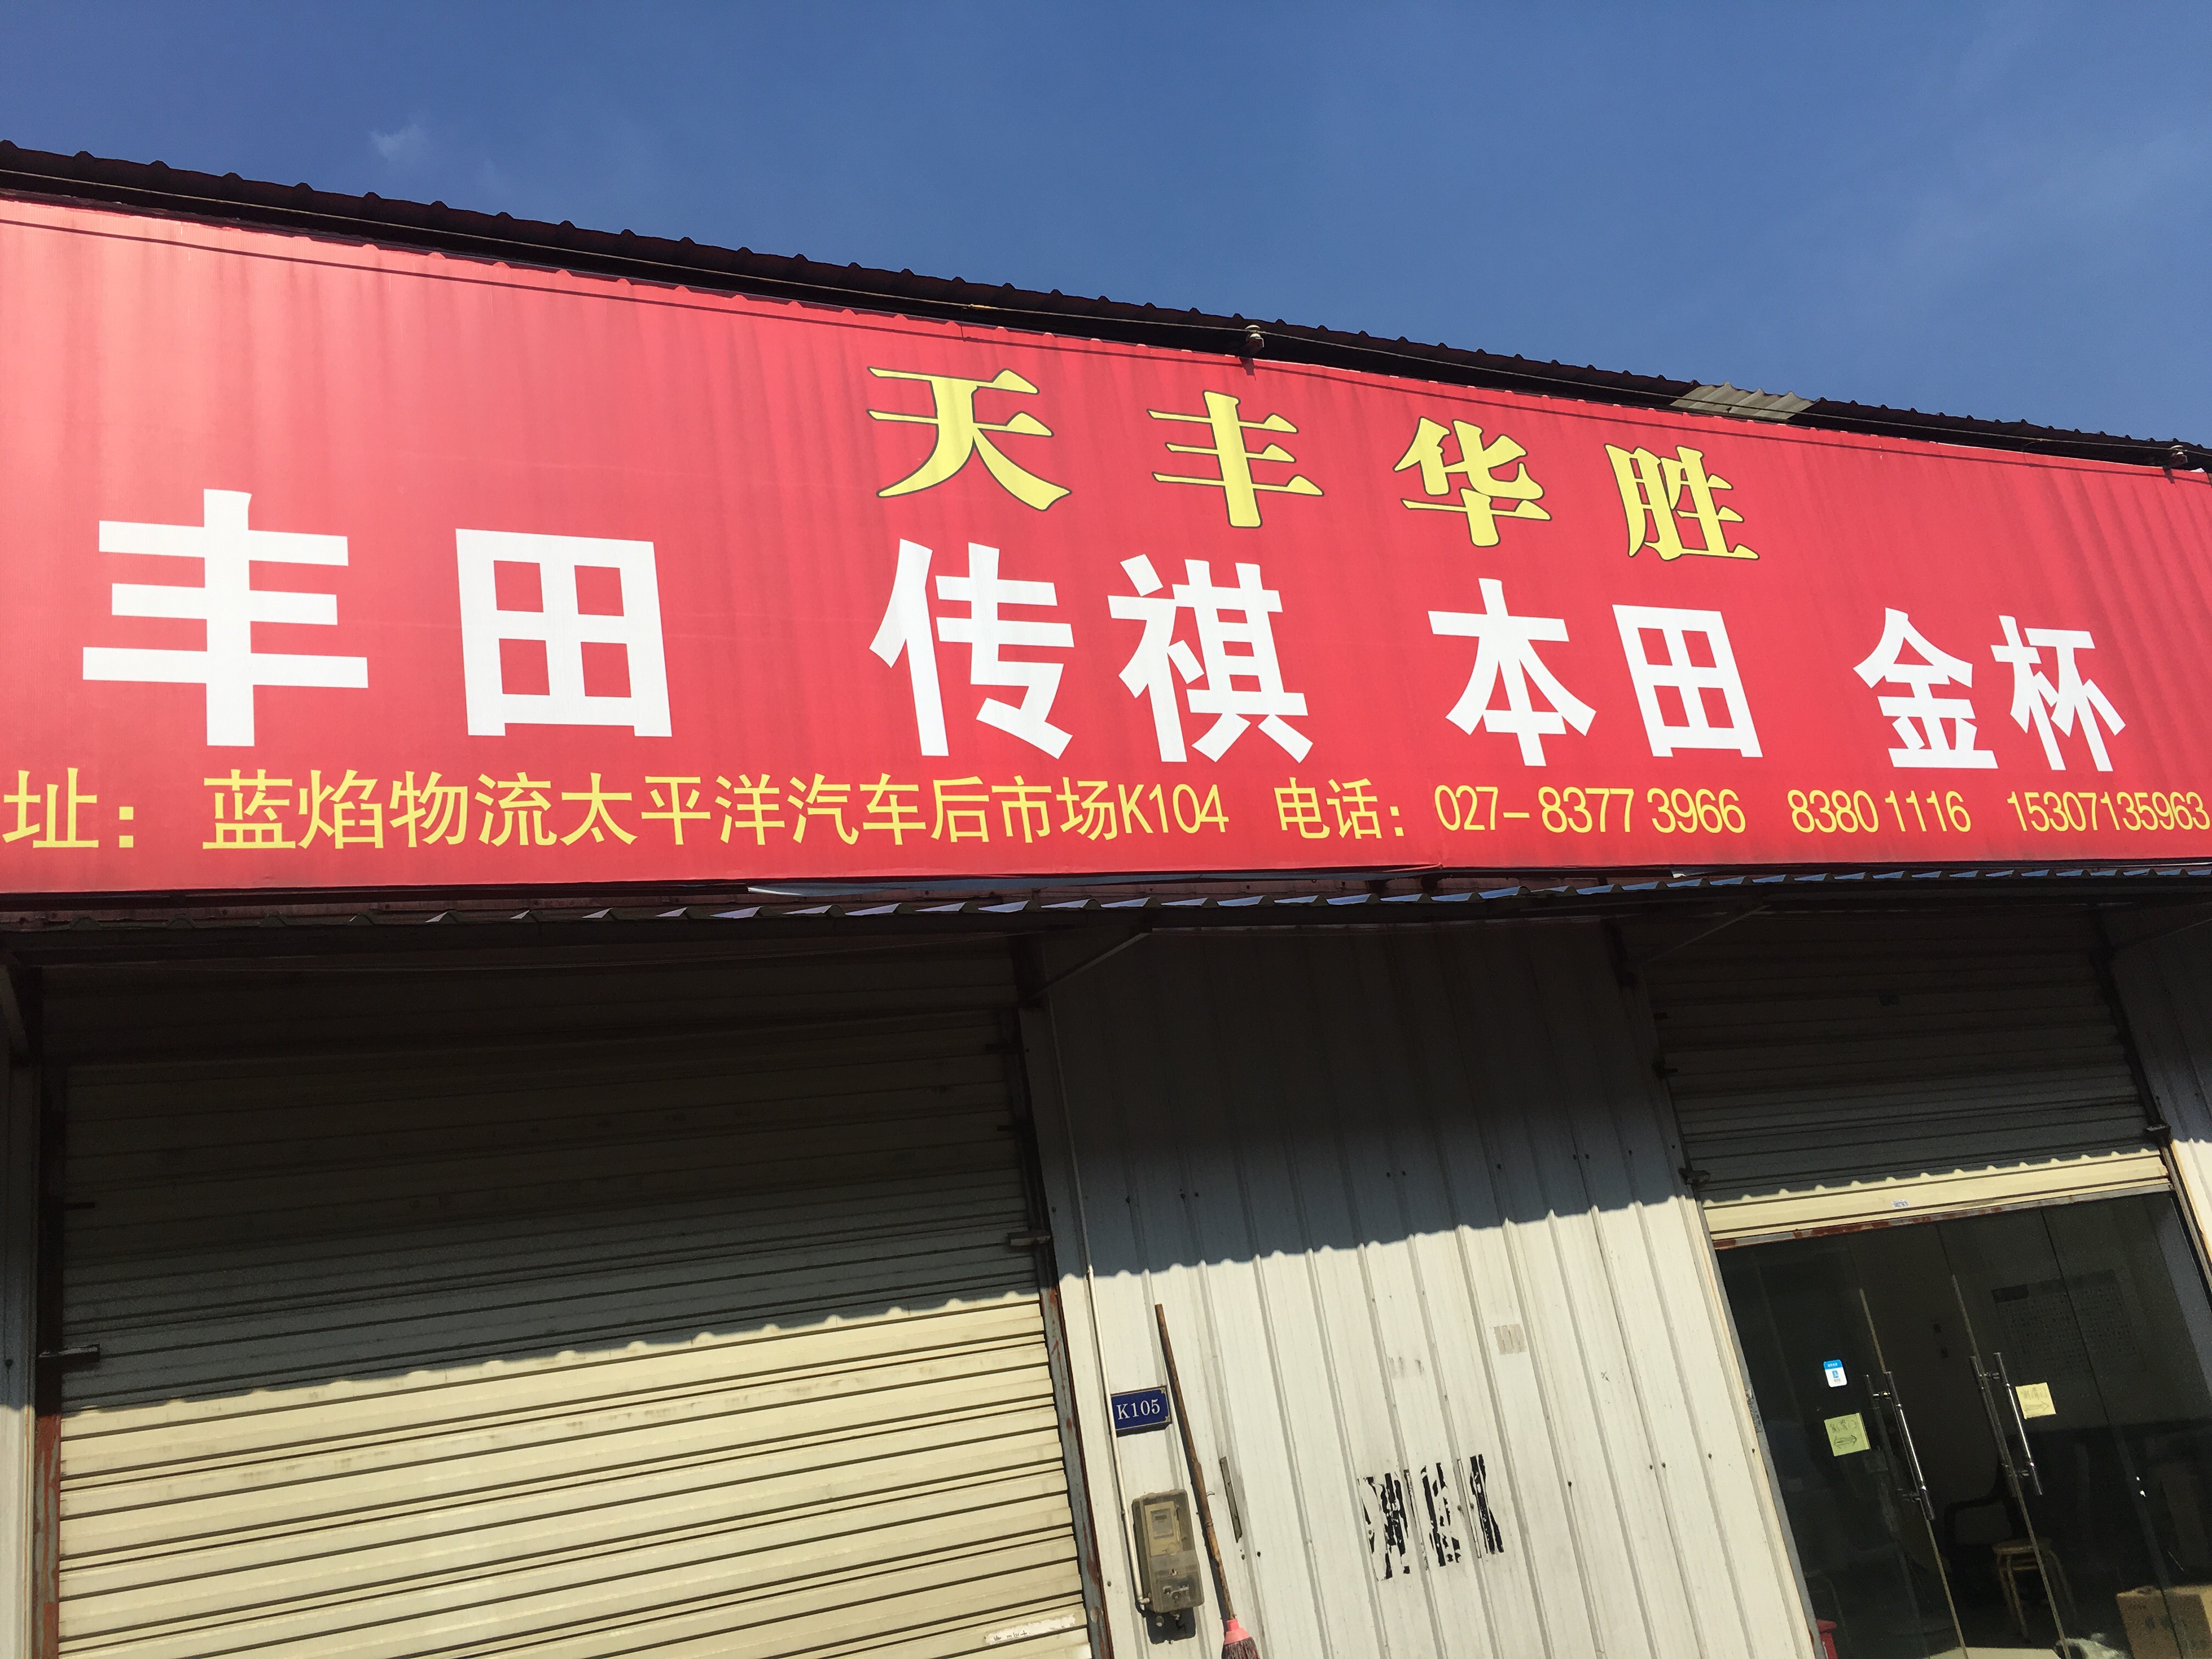 天丰华胜
丰田 传祺 本田 金杯
址：蓝焰物流太平洋汽车后市场K104 电话：027-8377 3966 8380 1116 15307135963
K105